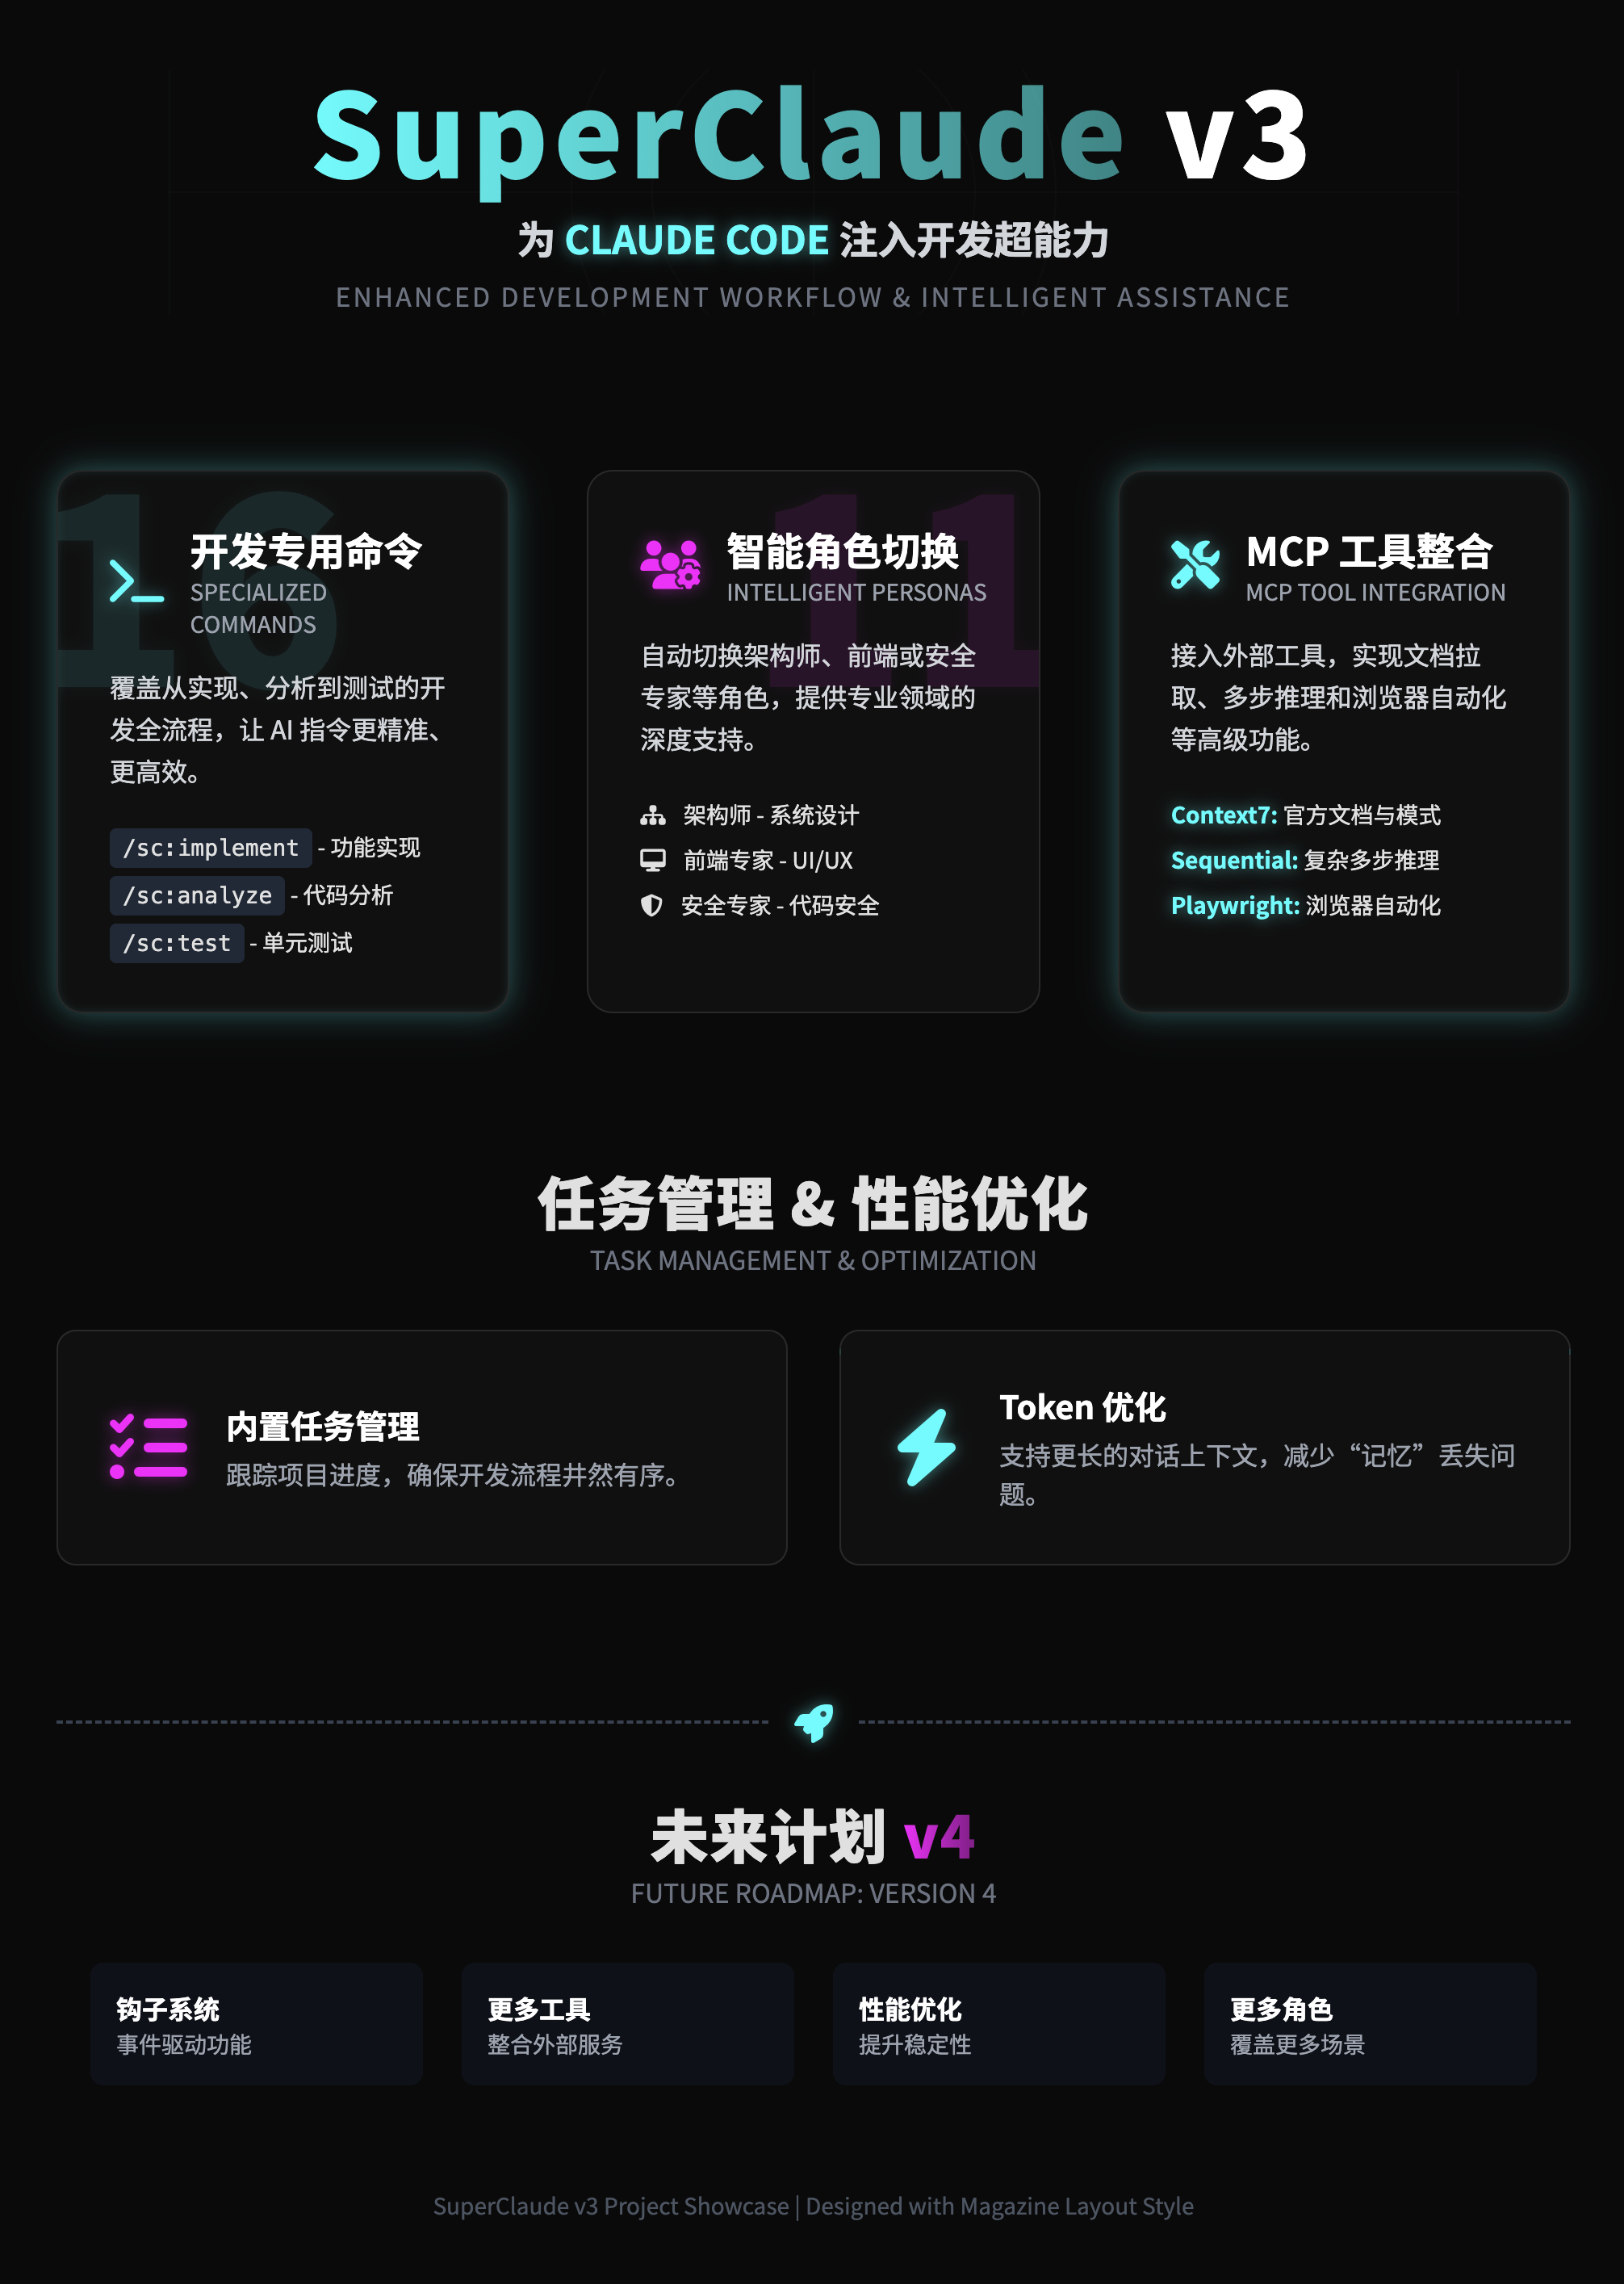 SuperClaude v3
为 CLAUDE CODE 注入开发超能力
ENHANCED DEVELOPMENT WORKFLOW & INTELLIGENT ASSISTANCE
16
开发专用命令
SPECIALIZED
COMMANDS
覆盖从实现、分析到测试的开
发全流程，让 AI 指令更精准、
更高效。
/sc:implement - 功能实现
/sc:analyze - 代码分析
/sc:test - 单元测试
11
智能角色切换
INTELLIGENT PERSONAS
自动切换架构师、前端或安全
专家等角色，提供专业领域的
深度支持。
架构师 - 系统设计
前端专家 - UI/UX
安全专家 - 代码安全
MCP 工具整合
MCP TOOL INTEGRATION
接入外部工具，实现文档拉
取、多步推理和浏览器自动化
等高级功能。
Context7: 官方文档与模式
Sequential: 复杂多步推理
Playwright: 浏览器自动化
任务管理 & 性能优化
TASK MANAGEMENT & OPTIMIZATION
内置任务管理
跟踪项目进度，确保开发流程井然有序。
Token 优化
支持更长的对话上下文，减少“记忆”丢失问
题。
未来计划 v4
FUTURE ROADMAP: VERSION 4
钩子系统
事件驱动功能
更多工具
整合外部服务
性能优化
提升稳定性
更多角色
覆盖更多场景
SuperClaude v3 Project Showcase | Designed with Magazine Layout Style